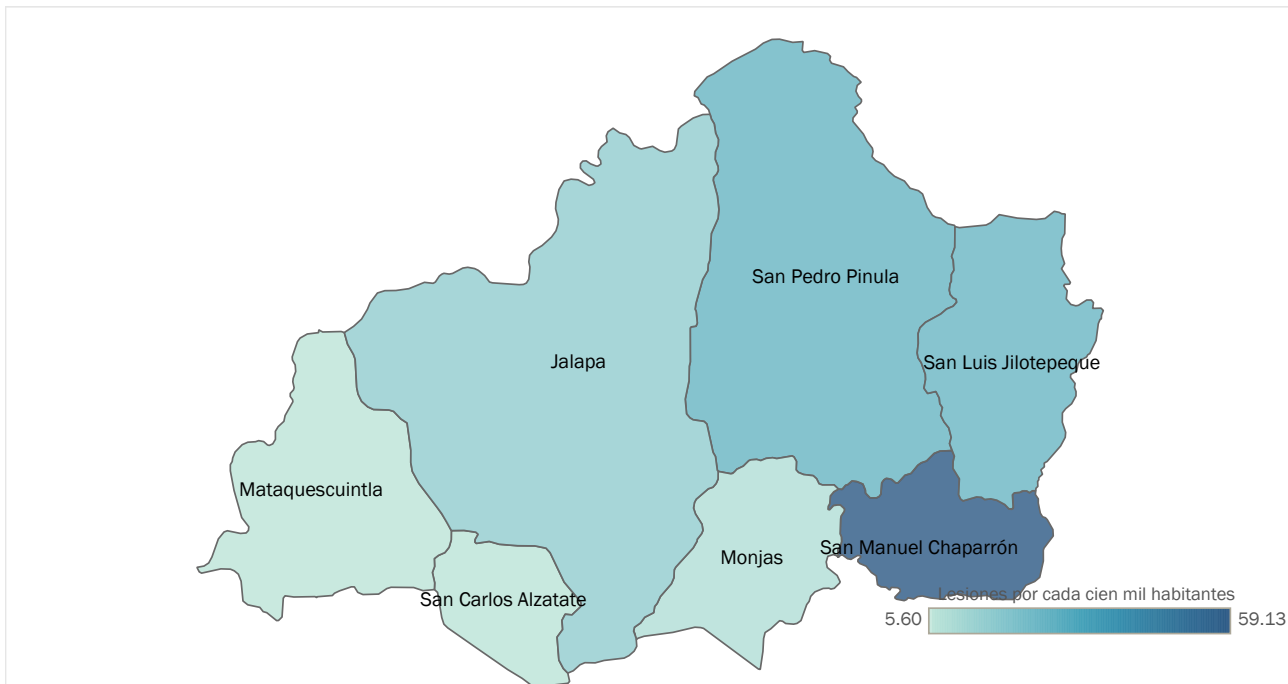 San Pedro Pinula
Jalapa
San Luis Jilotepeque
Mataquescuintla
San Manuel Chaparrón
Monjas
San Carlos Alzatate
Lesiones por cada cien mil habitantes
5.60
59.13